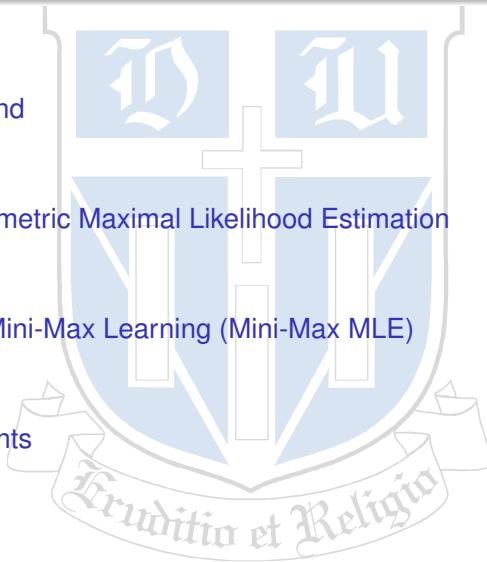 D U
nd
metric Maximal Likelihood Estimation
Mini-Max Learning (Mini-Max MLE)
nts
Eruditio et Religio